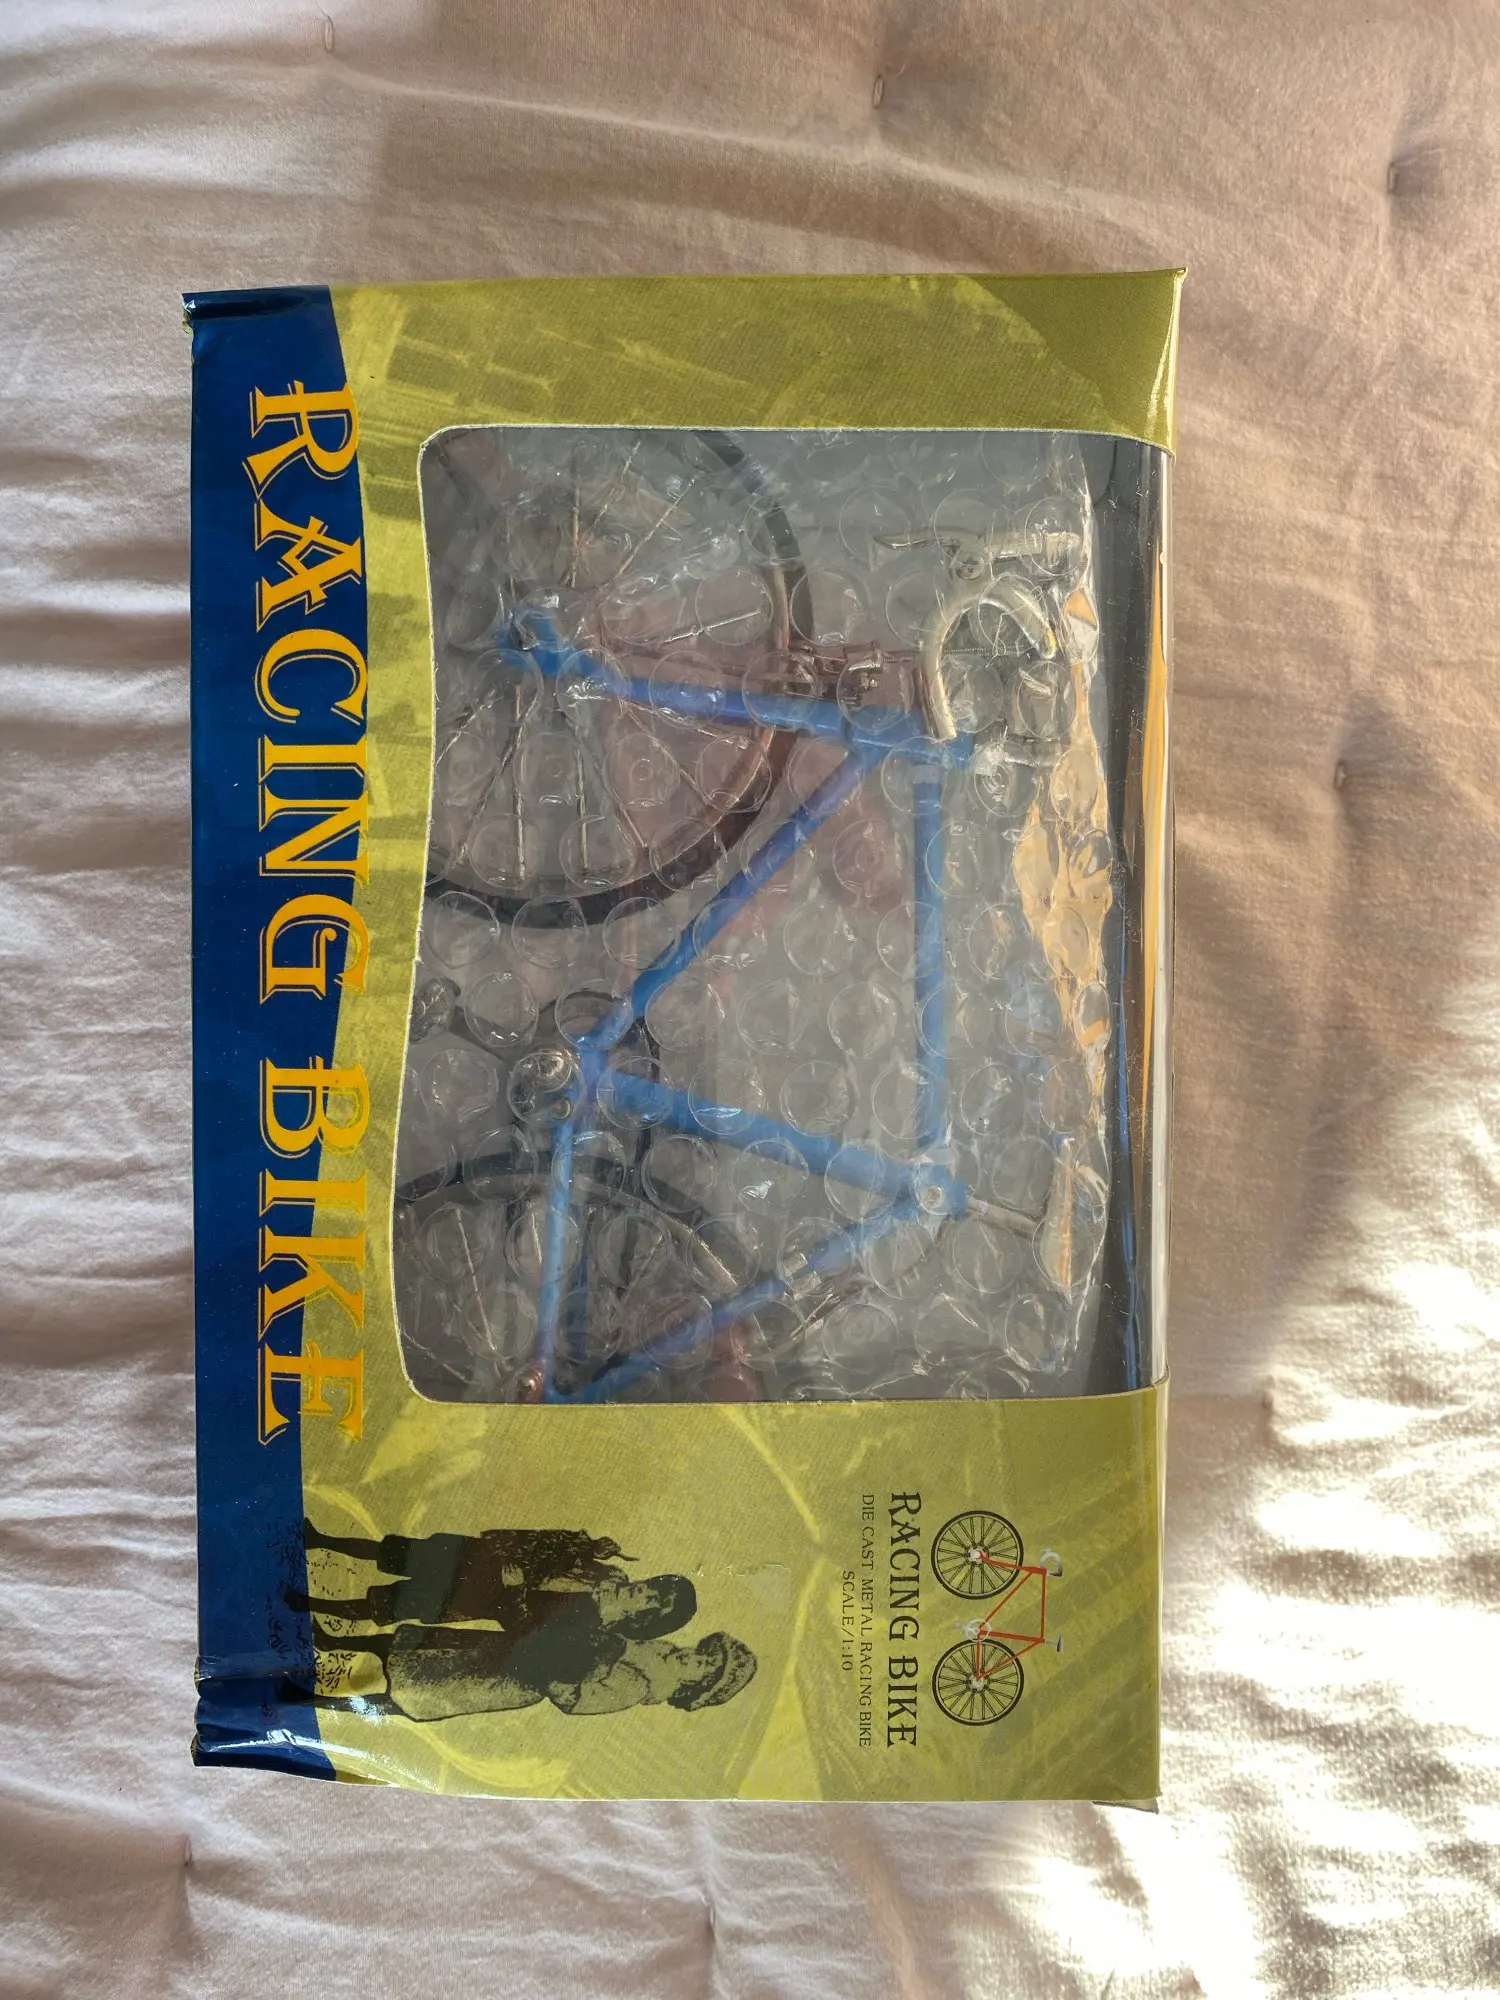 RACING BIKE
RACING BIKE
DIE CAST METAL RACING BIKE
SCALE/1:10